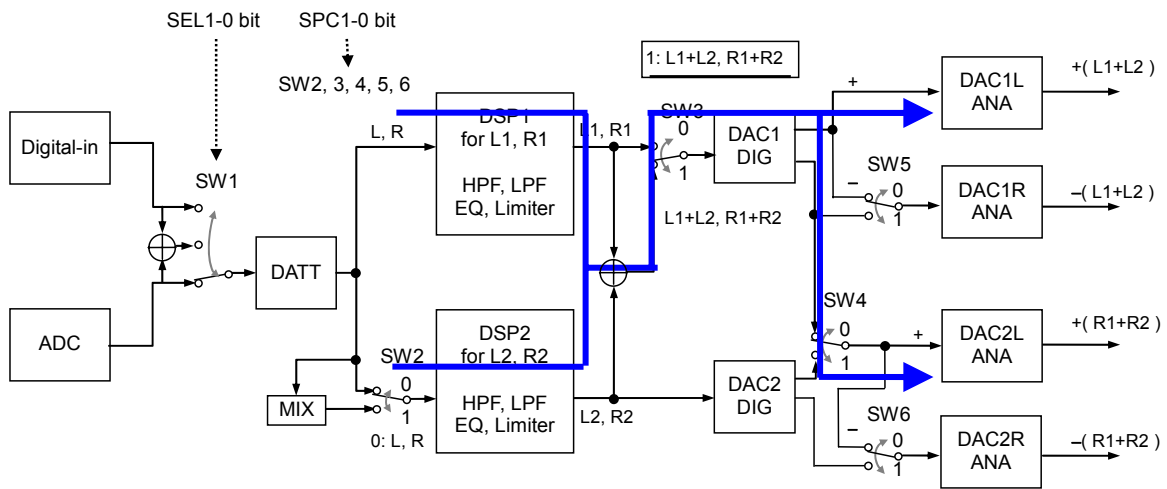 SEL1-0 bit
SPC1-0 bit
SW2, 3, 4, 5, 6
1: L1+L2, R1+R2
Digital-in
SW1
L, R
DSP1
for L1, R1
HPF, LPF
EQ, Limiter
L1, R1
SW3
0
1
DAC1
DIG
+
DAC1L
ANA
+( L1+L2 )
SW5
−
0
1
DAC1R
ANA
−( L1+L2 )
L1+L2, R1+R2
DATT
ADC
SW2
0
1
MIX
0: L, R
DSP2
for L2, R2
HPF, LPF
EQ, Limiter
L2, R2
DAC2
DIG
SW4
0
1
+
DAC2L
ANA
+( R1+R2 )
SW6
−
0
1
DAC2R
ANA
−( R1+R2 )